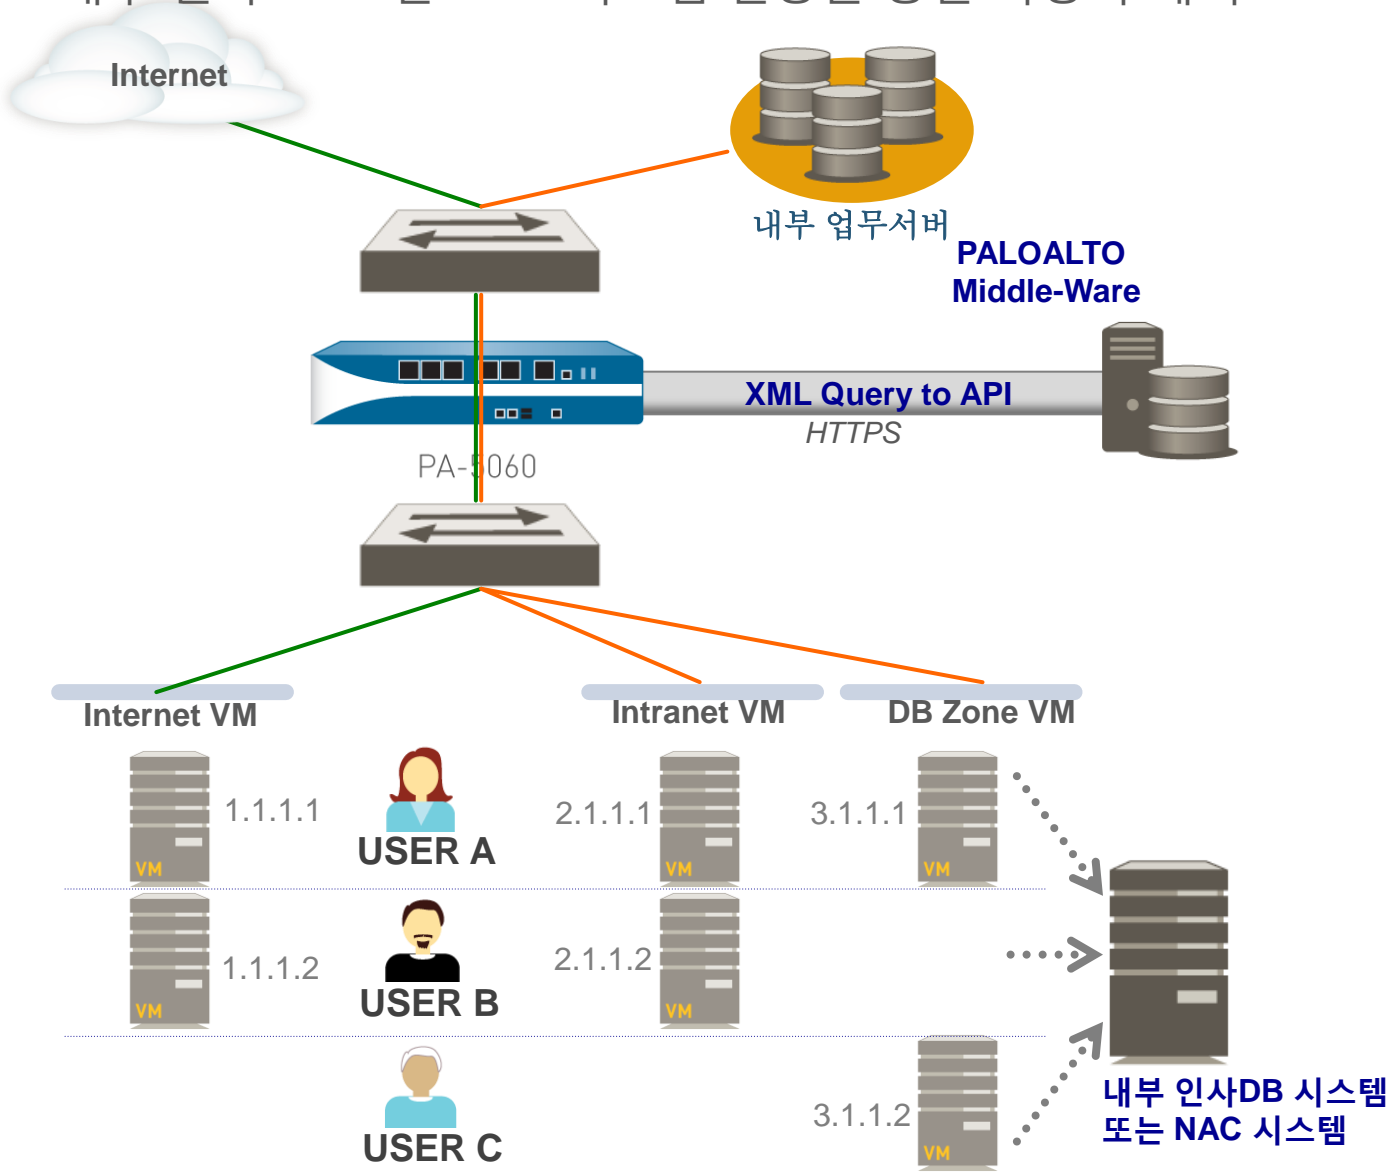 Internet
내부 업무서버
PALOALTO
Middle-Ware
XML Query to API
HTTPS
PA-5060
Internet VM
Intranet VM
DB Zone VM
1.1.1.1
USER A
2.1.1.1
3.1.1.1
VM
VM
VM
1.1.1.2
USER B
2.1.1.2
VM
VM
USER C
3.1.1.2
VM
내부 인사DB 시스템
또는 NAC 시스템